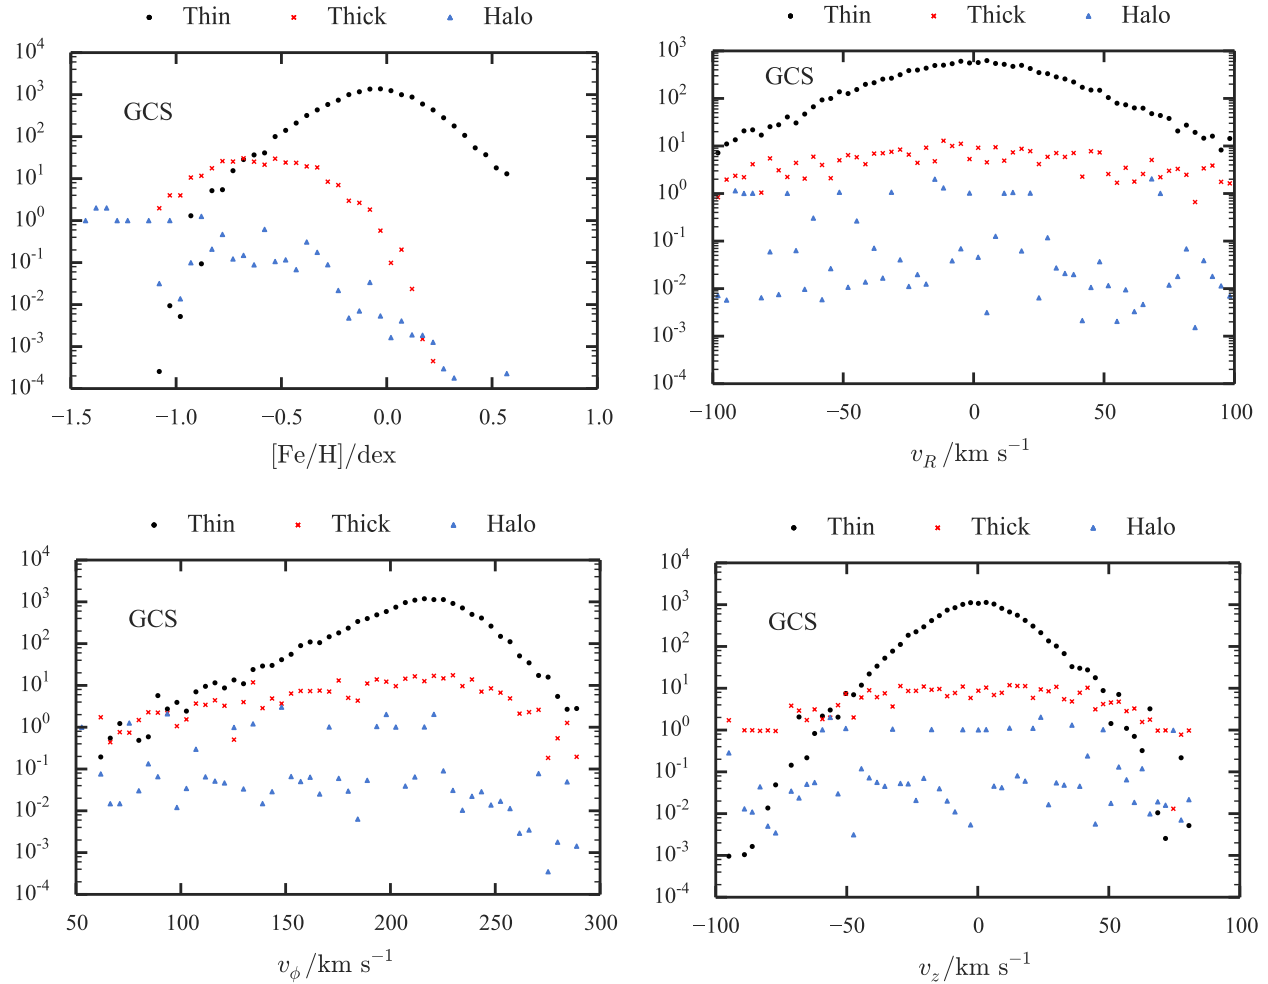 Thin Thick Halo
10^4
10^3
10^2
10^1
10^0
10^−1
10^−2
10^−3
10^−4
GCS
−1.5 −1.0 −0.5 0.0 0.5 1.0
[Fe/H]/dex
Thin Thick Halo
10^3
10^2
10^1
10^0
10^−1
10^−2
10^−3
10^−4
GCS
−100 −50 0 50 100
v_R /km s^−1
Thin Thick Halo
10^4
10^3
10^2
10^1
10^0
10^−1
10^−2
10^−3
10^−4
GCS
50 100 150 200 250 300
v_ϕ /km s^−1
Thin Thick Halo
10^4
10^3
10^2
10^1
10^0
10^−1
10^−2
10^−3
10^−4
GCS
−100 −50 0 50 100
v_z /km s^−1